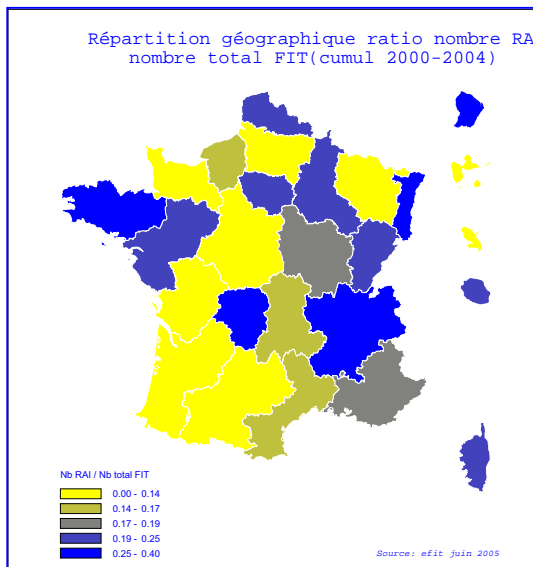 Répartition géographique ratio nombre RA
nombre total FIT(cumul 2000-2004)
Nb RAI / Nb total FIT
0.00 - 0.14
0.14 - 0.17
0.17 - 0.19
0.19 - 0.25
0.25 - 0.40
Source: efit juin 2005